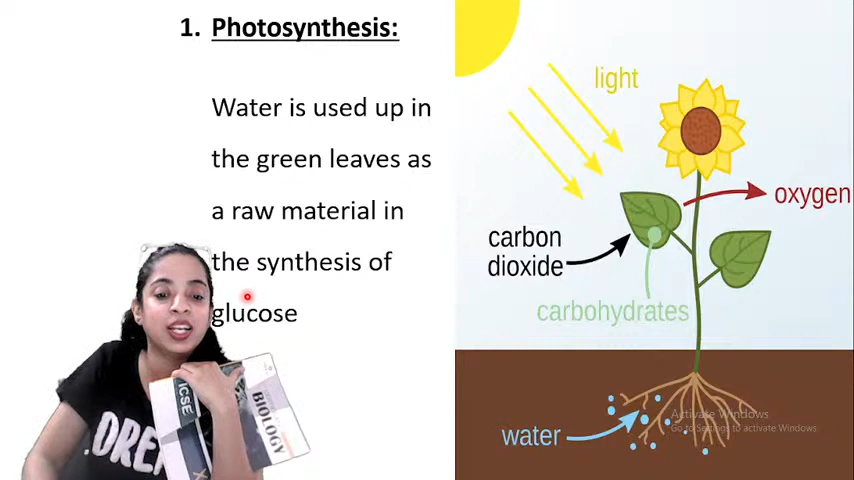 1. Photosynthesis:
Water is used up in
the green leaves as
a raw material in
the synthesis of
glucose
light
oxygen
carbon
dioxide
carbohydrates
water
Activate Windows
Go to Settings to activate Windows.
DREA
ICSE
BIOLOGY